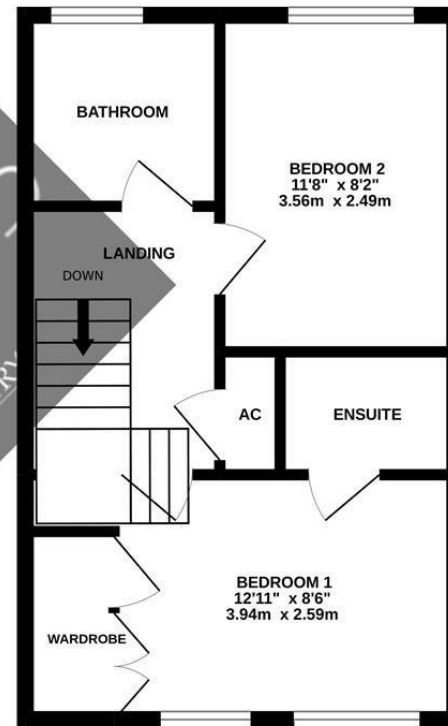 BATHROOM
BEDROOM 2
11'8" x 8'2"
3.56m x 2.49m
LANDING
DOWN
AC
ENSUITE
BEDROOM 1
12'11" x 8'6"
3.94m x 2.59m
WARDROBE